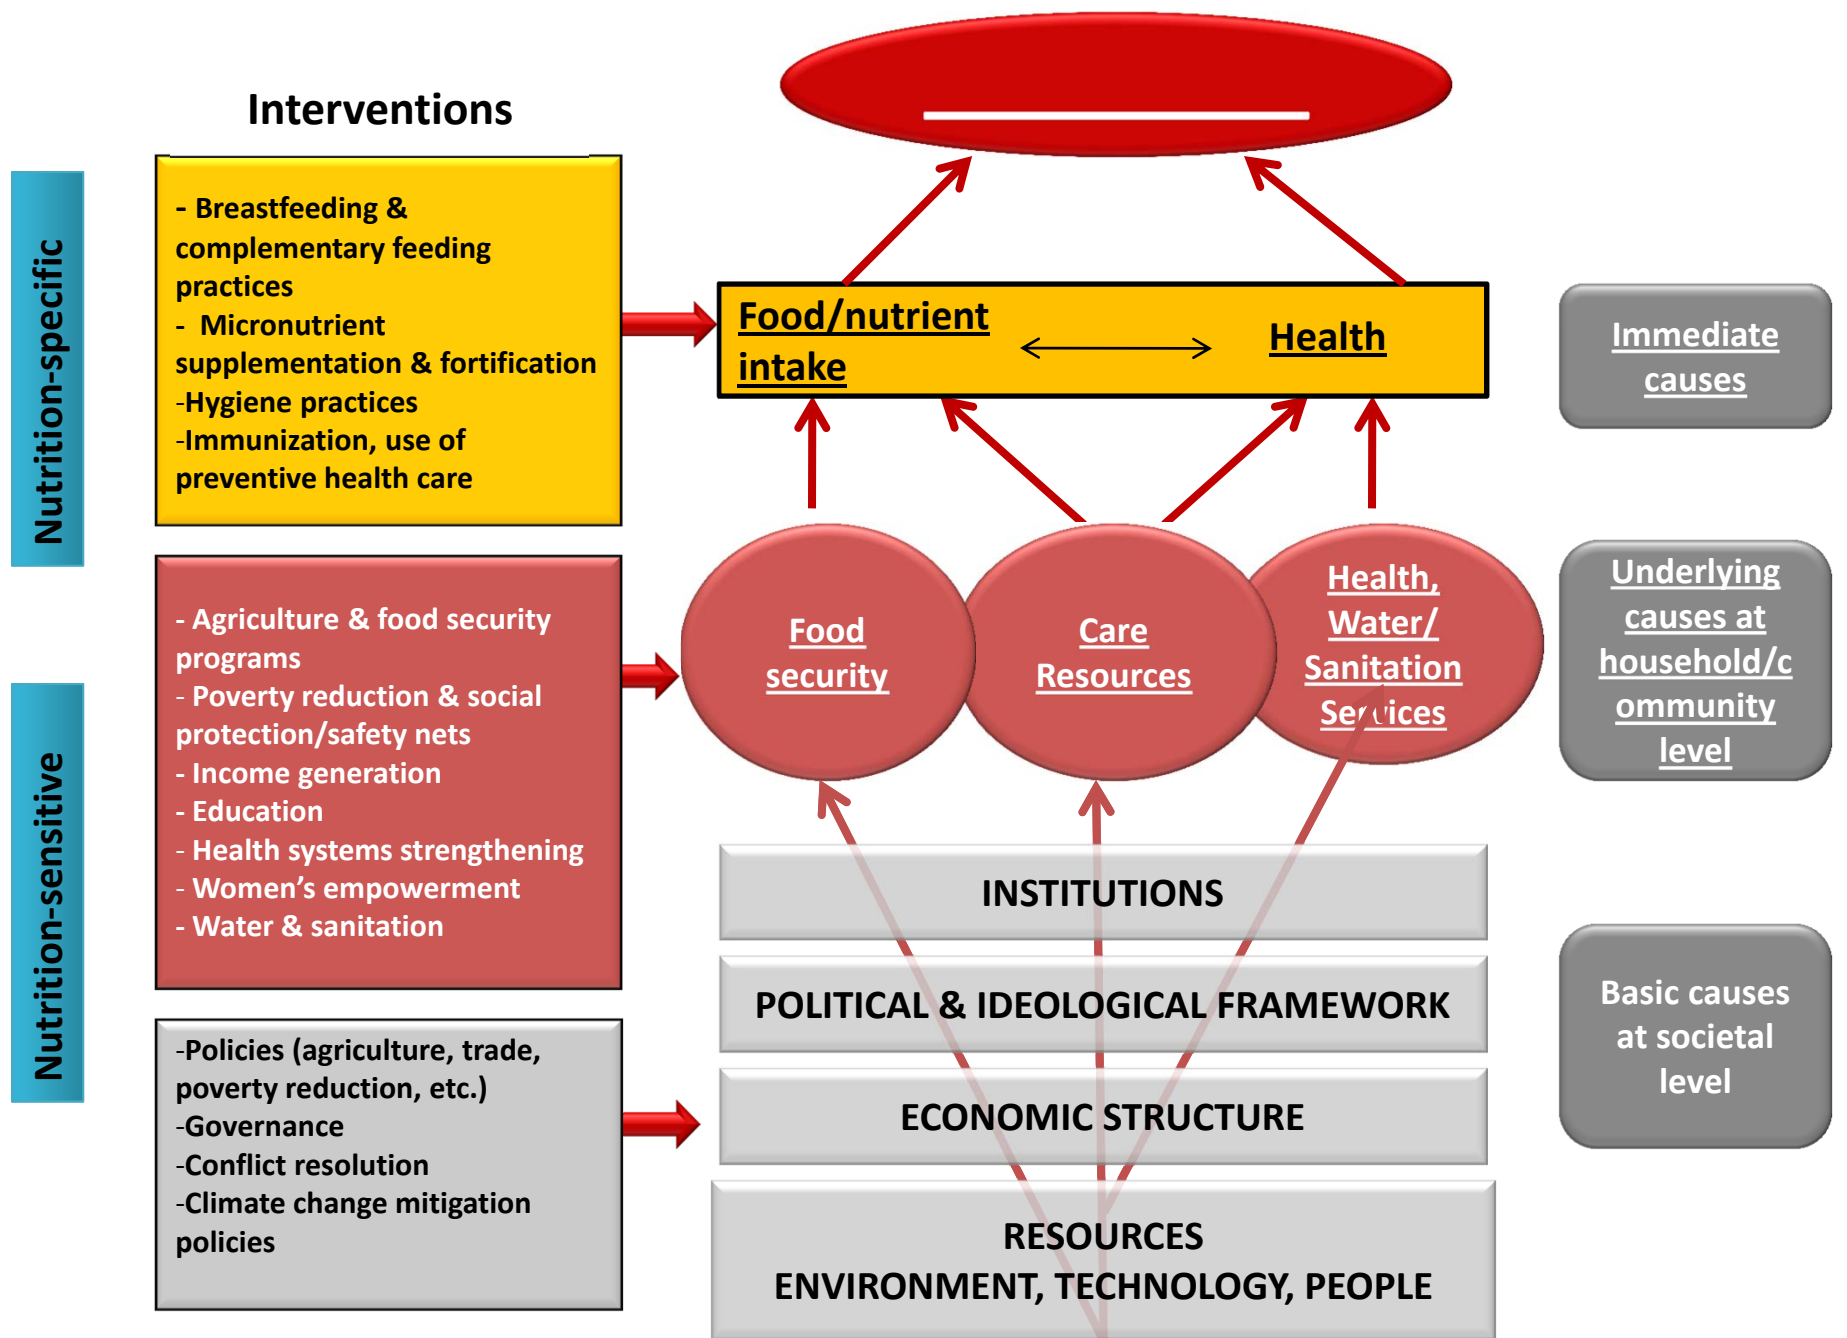 Interventions
Nutrition-specific
- Breastfeeding &
complementary feeding
practices
- Micronutrient
supplementation & fortification
-Hygiene practices
-Immunization, use of
preventive health care
Food/nutrient
intake
Health
Immediate
causes
Nutrition-sensitive
- Agriculture & food security
programs
- Poverty reduction & social
protection/safety nets
- Income generation
- Education
- Health systems strengthening
- Women’s empowerment
- Water & sanitation
Food
security
Care
Resources
Health,
Water/
Sanitation
Services
Underlying
causes at
household/c
ommunity
level
-Policies (agriculture, trade,
poverty reduction, etc.)
-Governance
-Conflict resolution
-Climate change mitigation
policies
INSTITUTIONS
POLITICAL & IDEOLOGICAL FRAMEWORK
ECONOMIC STRUCTURE
RESOURCES
ENVIRONMENT, TECHNOLOGY, PEOPLE
Basic causes
at societal
level